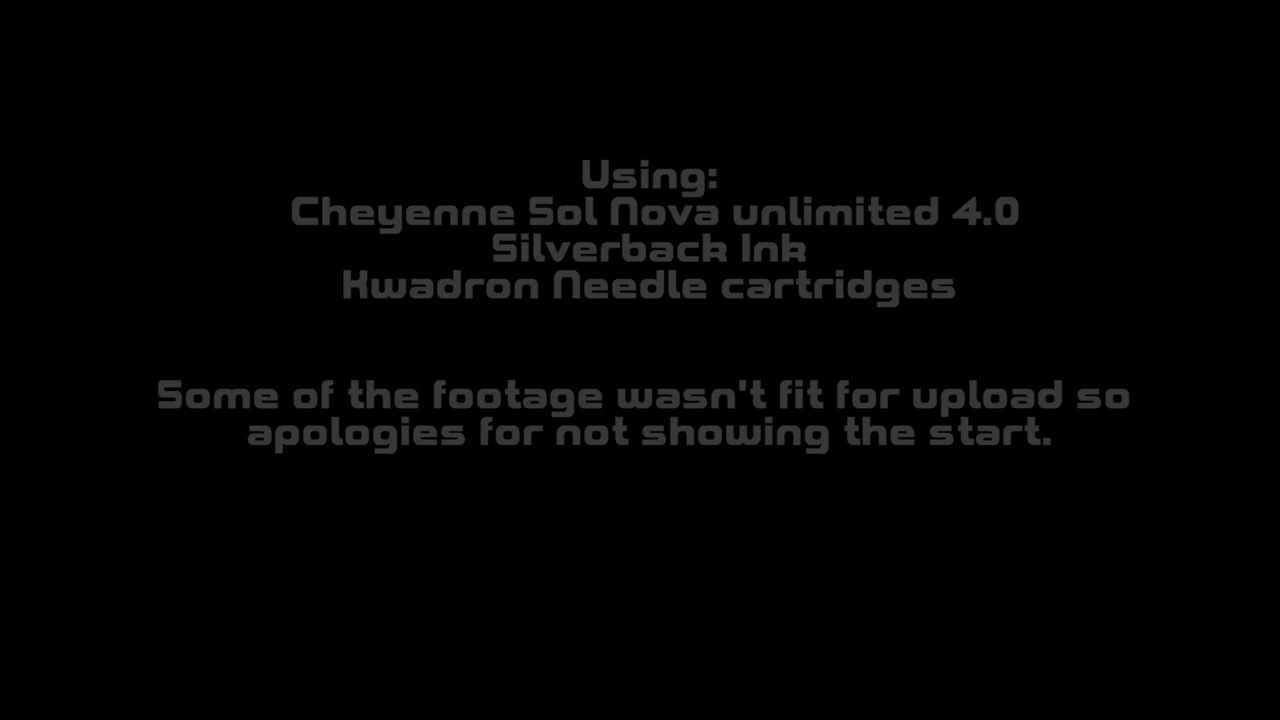 Using:
Cheyenne Sol Nova unlimited 4.0
Silverback Ink
Kwadron Needle cartridges
Some of the footage wasn't fit for upload so
apologies for not showing the start.